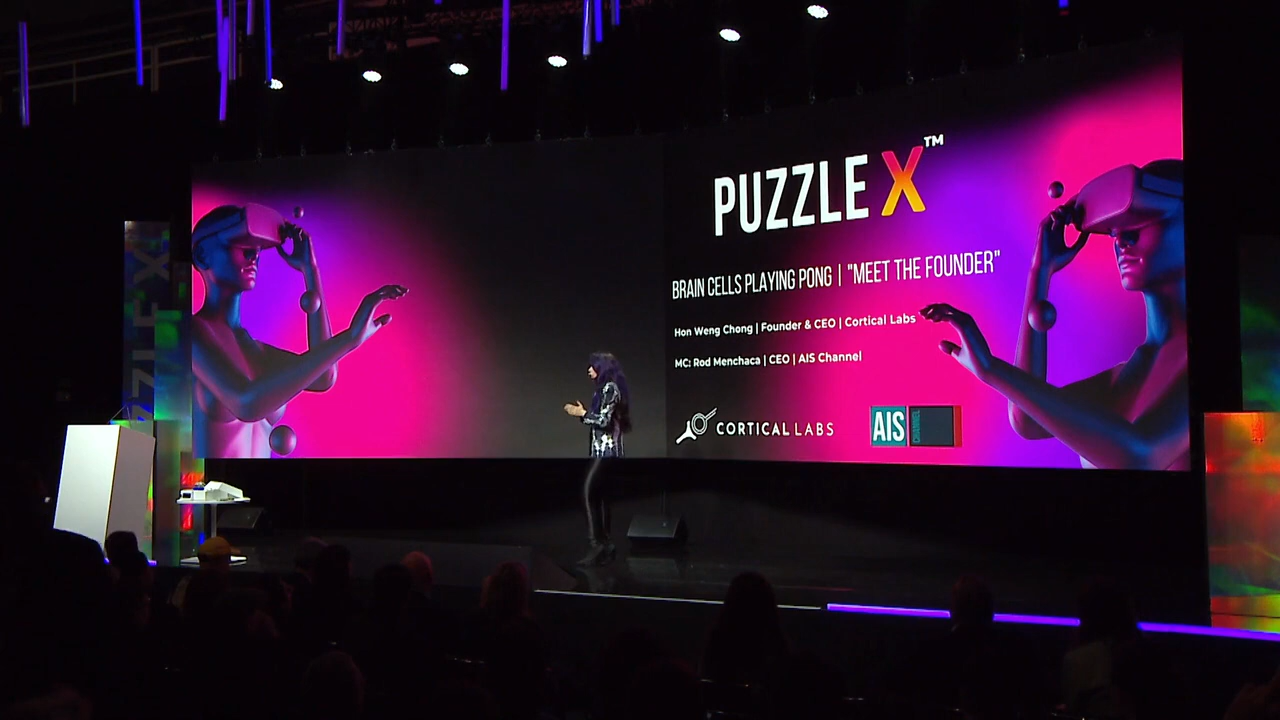 PUZZLE X™
BRAIN CELLS PLAYING PONG | "MEET THE FOUNDER"
Hon Weng Chong | Founder & CEO | Cortical Labs
MC: Rod Menchaca | CEO | AIS Channel
CORTICAL LABS
AIS CHANNEL